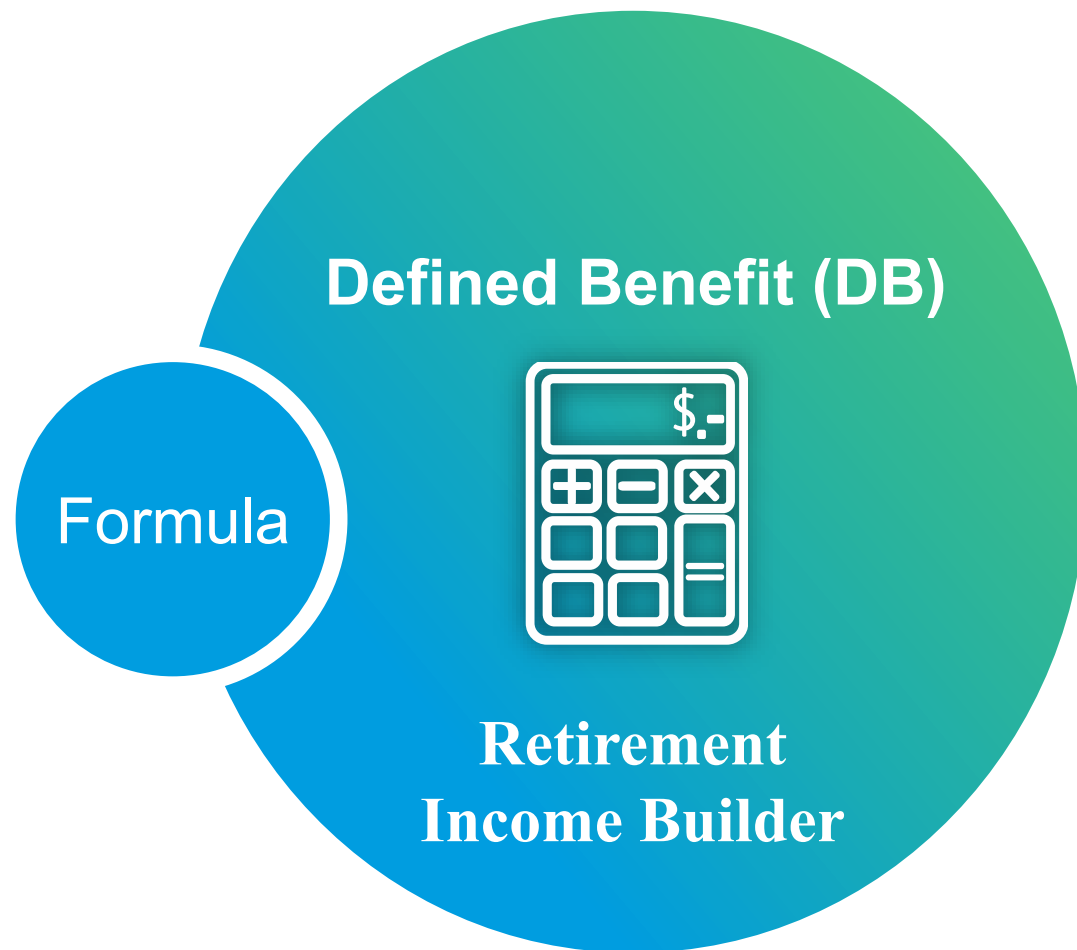 Defined Benefit (DB)
$.-
Formula
Retirement
Income Builder